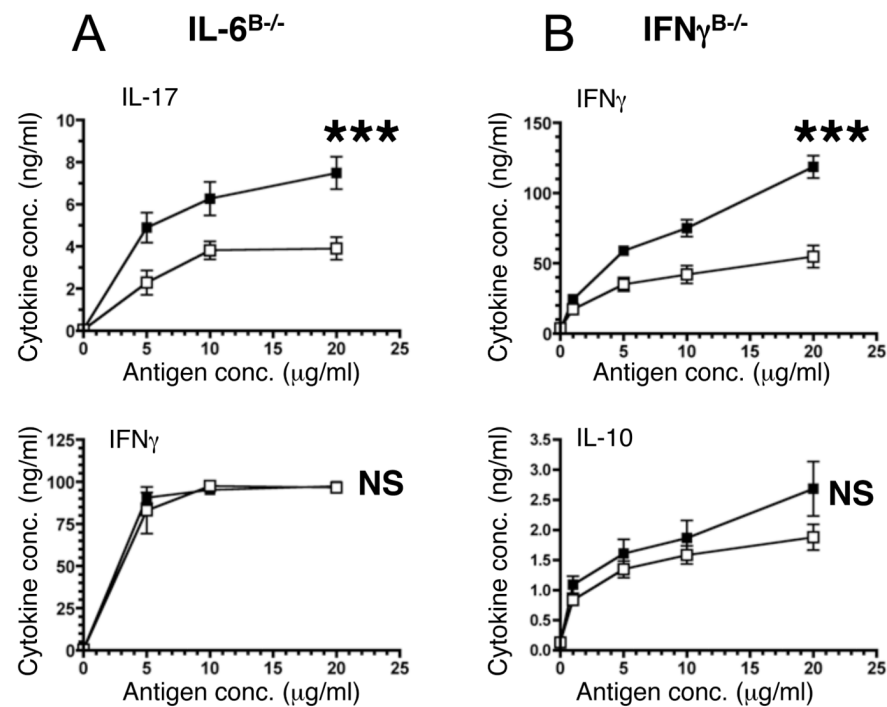 A IL-6B-/-
IL-17
***
Cytokine conc. (ng/ml)
10
8
6
4
2
0
0 5 10 15 20 25
Antigen conc. (μg/ml)
IFNγ
NS
Cytokine conc. (ng/ml)
125
100
75
50
25
0
0 5 10 15 20 25
Antigen conc. (μg/ml)
B IFNγB-/-
IFNγ
***
Cytokine conc. (ng/ml)
150
100
50
0
0 5 10 15 20 25
Antigen conc. (μg/ml)
IL-10
NS
Cytokine conc. (ng/ml)
3.5
3.0
2.5
2.0
1.5
1.0
0.5
0.0
0 5 10 15 20 25
Antigen conc. (μg/ml)